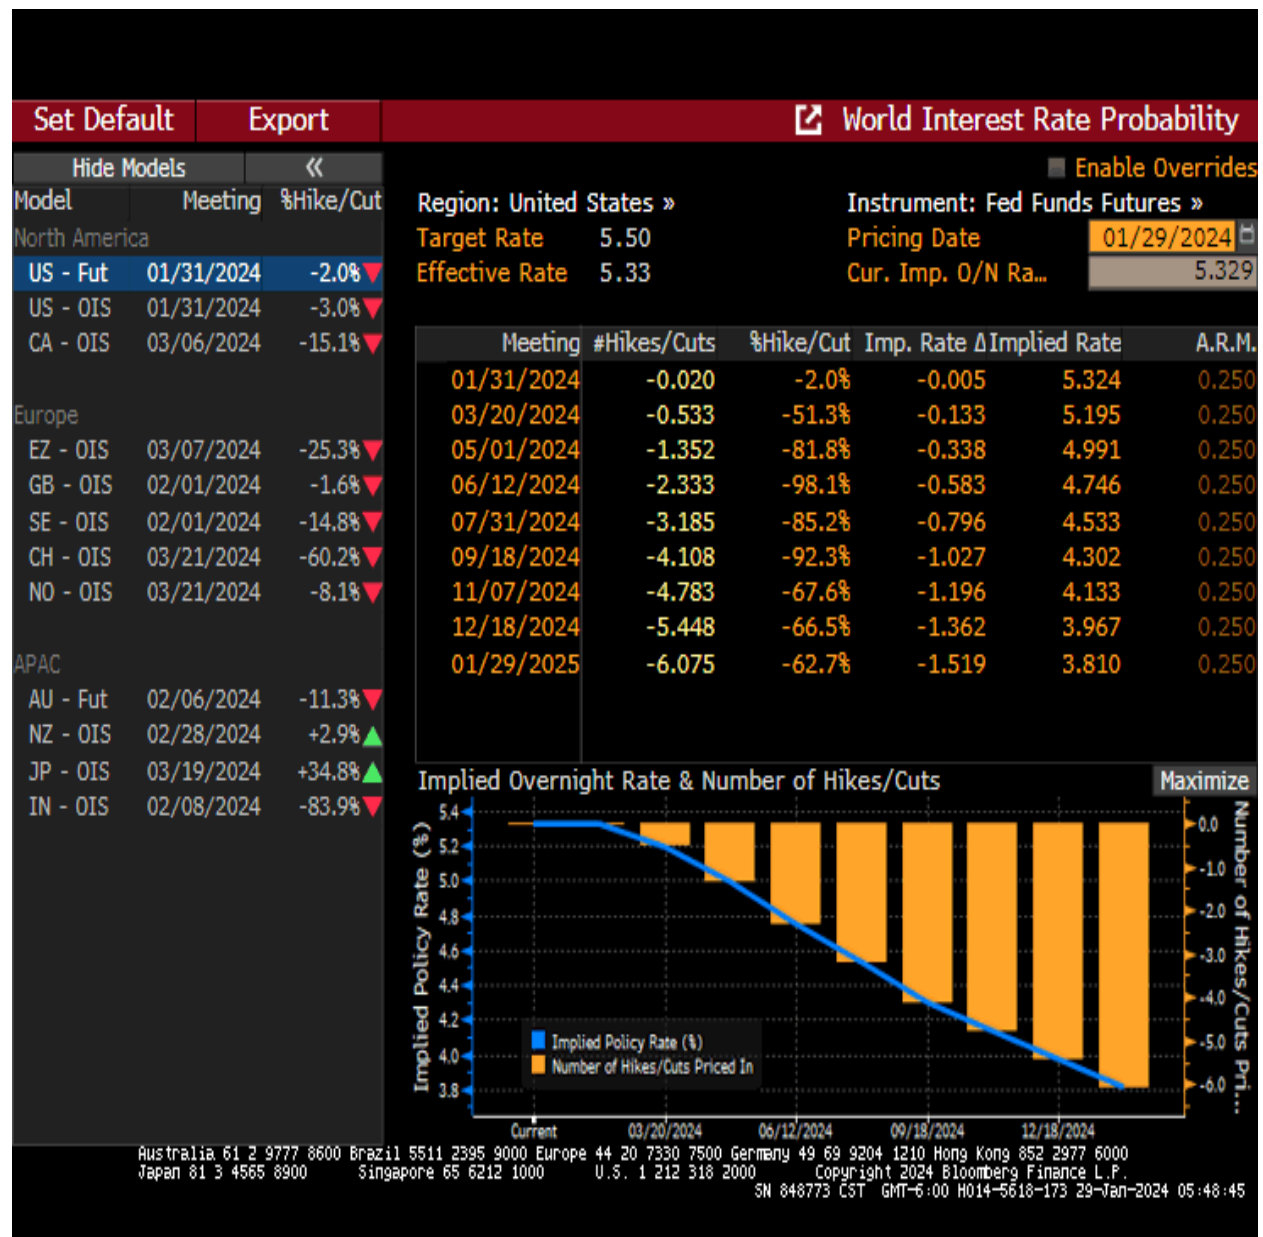 Set Default Export World Interest Rate Probability
Hide Models «
Enable Overrides
Model Meeting %Hike/Cut
North America
US - Fut 01/31/2024 -2.0%
US - OIS 01/31/2024 -3.0%
CA - OIS 03/06/2024 -15.1%
Europe
EZ - OIS 03/07/2024 -25.3%
GB - OIS 02/01/2024 -1.6%
SE - OIS 02/01/2024 -14.8%
CH - OIS 03/21/2024 -60.2%
NO - OIS 03/21/2024 -8.1%
APAC
AU - Fut 02/06/2024 -11.3%
NZ - OIS 02/28/2024 +2.9%
JP - OIS 03/19/2024 +34.8%
IN - OIS 02/08/2024 -83.9%
Region: United States » Instrument: Fed Funds Futures »
Target Rate 5.50 Pricing Date 01/29/2024
Effective Rate 5.33 Cur. Imp. O/N Ra... 5.329
Meeting #Hikes/Cuts %Hike/Cut Imp. Rate Δ Implied Rate A.R.M.
01/31/2024 -0.020 -2.0% -0.005 5.324 0.250
03/20/2024 -0.533 -51.3% -0.133 5.195 0.250
05/01/2024 -1.352 -81.8% -0.338 4.991 0.250
06/12/2024 -2.333 -98.1% -0.583 4.746 0.250
07/31/2024 -3.185 -85.2% -0.796 4.533 0.250
09/18/2024 -4.108 -92.3% -1.027 4.302 0.250
11/07/2024 -4.783 -67.6% -1.196 4.133 0.250
12/18/2024 -5.448 -66.5% -1.362 3.967 0.250
01/29/2025 -6.075 -62.7% -1.519 3.810 0.250
Implied Overnight Rate & Number of Hikes/Cuts Maximize
Implied Policy Rate (%)
5.4
5.2
5.0
4.8
4.6
4.4
4.2
4.0
3.8
Implied Policy Rate (%)
Number of Hikes/Cuts Priced In
0.0
-1.0
-2.0
-3.0
-4.0
-5.0
-6.0
Number of Hikes/Cuts Pri...
Current 03/20/2024 06/12/2024 09/18/2024 12/18/2024
Australia 61 2 9777 8600 Brazil 5511 2395 9000 Europe 44 20 7330 7500 Germany 49 69 9204 1210 Hong Kong 852 2977 6000
Japan 81 3 4565 8900 Singapore 65 6212 1000 U.S. 1 212 318 2000 Copyright 2024 Bloomberg Finance L.P.
SN 848773 CST GMT-6:00 H014-5618-173 29-Jan-2024 05:48:45